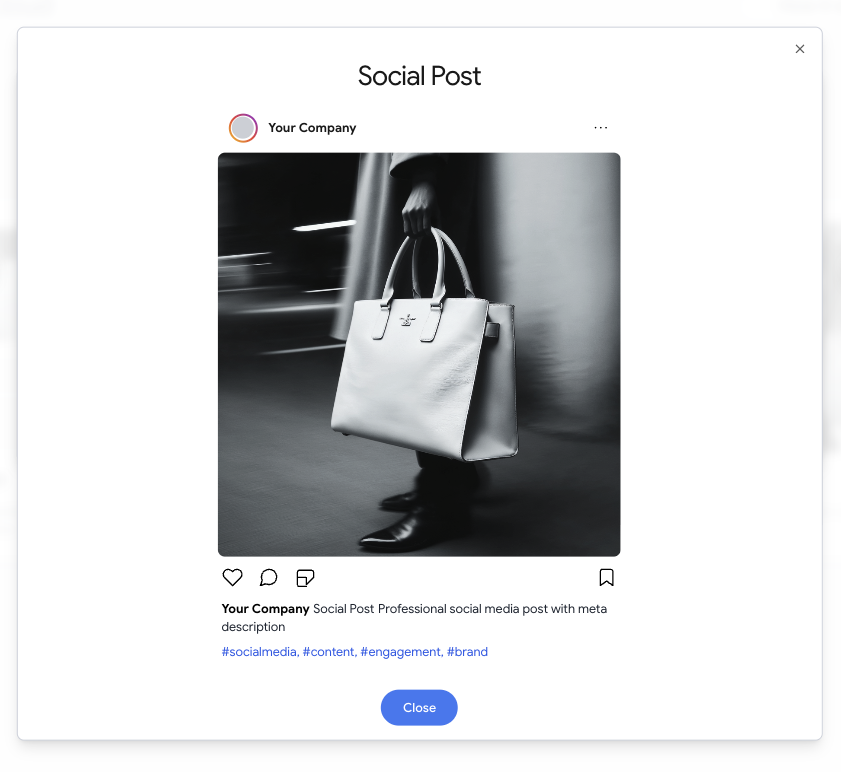 Social Post
Your Company
Your Company Social Post Professional social media post with meta
description
#socialmedia, #content, #engagement, #brand
Close